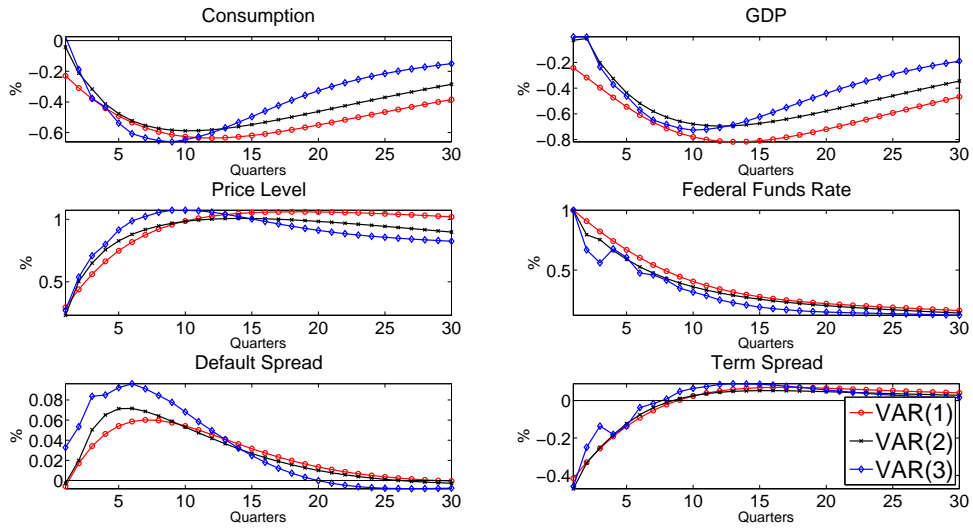 Consumption
%
0
−0.2
−0.4
−0.6
5 10 15 20 25 30
Quarters
GDP
%
−0.2
−0.4
−0.6
−0.8
5 10 15 20 25 30
Quarters
Price Level
%
1
0.5
5 10 15 20 25 30
Quarters
Federal Funds Rate
%
1
0.5
5 10 15 20 25 30
Quarters
Default Spread
%
0.08
0.06
0.04
0.02
0
5 10 15 20 25 30
Quarters
Term Spread
%
0
−0.2
−0.4
5 10 15 20 25 30
Quarters
VAR(1)
VAR(2)
VAR(3)